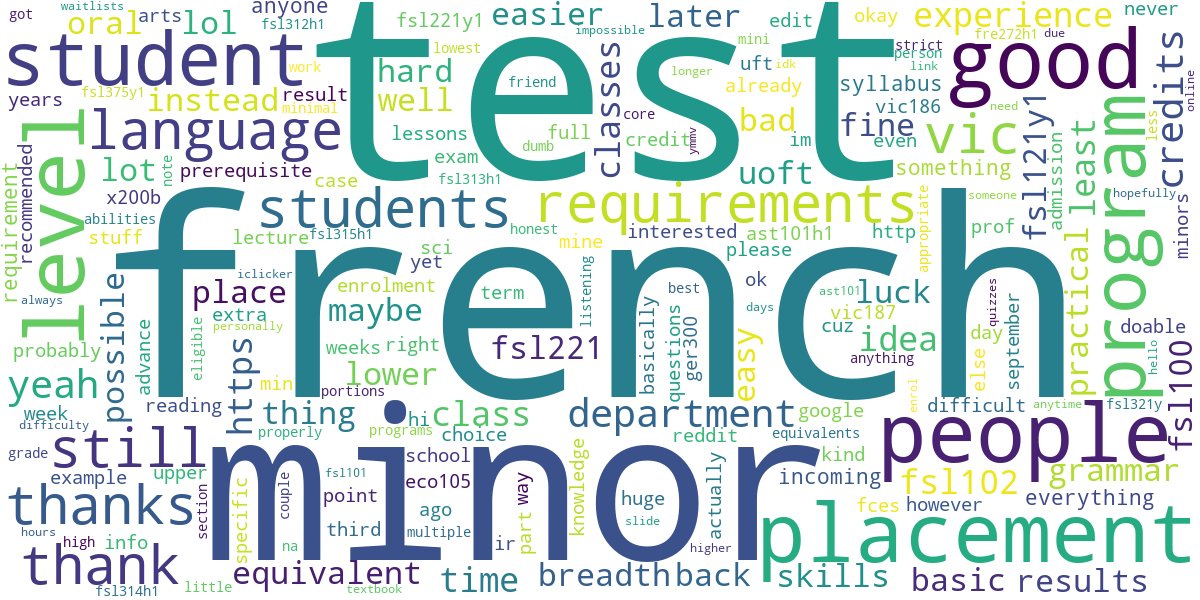 got
waitlists
arts
anyone
fsl312h1
oral
lol
student
test
fsl221y1
easier
impossible
later
edit
okay
experience
never
lowest
mini
strict
fre272h1
due
person
link
good
work
hard
friend
longer
uft
idk
already
syllabus
need
online
years
fsl375y1
instead
result
minimal
well
classes
core
vic186
credits
less
level
language
lessons
dumb
full
credit
ymmv
bad
im
fine
even
vic
fsl121y1
program
requirement
recommended
lot
note
prerequisite
exam
case
fsl313h1
uoft
something
admission
least
practical
x200b
abilities
stuff
students
requirements
appropriate
someone
hopefully
minors
french
lecture
fsl315h1
honest
mine
interested
ast101h1
http
prof
please
sci
yet
iclicker
always
possible
place
enrolment
term
listening
ok
best
days
ast101
luck
vic187
cuz
day
quizzes
else
september
doable
hello
extra
maybe
basically
questions
ger300
idea
probably
advance
eligible
personally
weeks
right
fsl221
easy
anything
yeah
https
min
lower
portions
enrol
fsl100
week
reading
thing
hi
class
department
google
difficult
anytime
fsl321y
difficulty
properly
programs
choice
reddit
equivalents
people
grade
still
minor
school
knowledge
kind
incoming
grammar
example
upper
section
specific
couple
fsl101
eco105
point
way
part
huge
actually
fsl102
everything
thanks
third
ago
multiple
slide
fces
however
high
info
na
ir
higher
placement
hours
thank
equivalent
time
breadth
back
skills
basic
results
fsl314h1
little
textbook